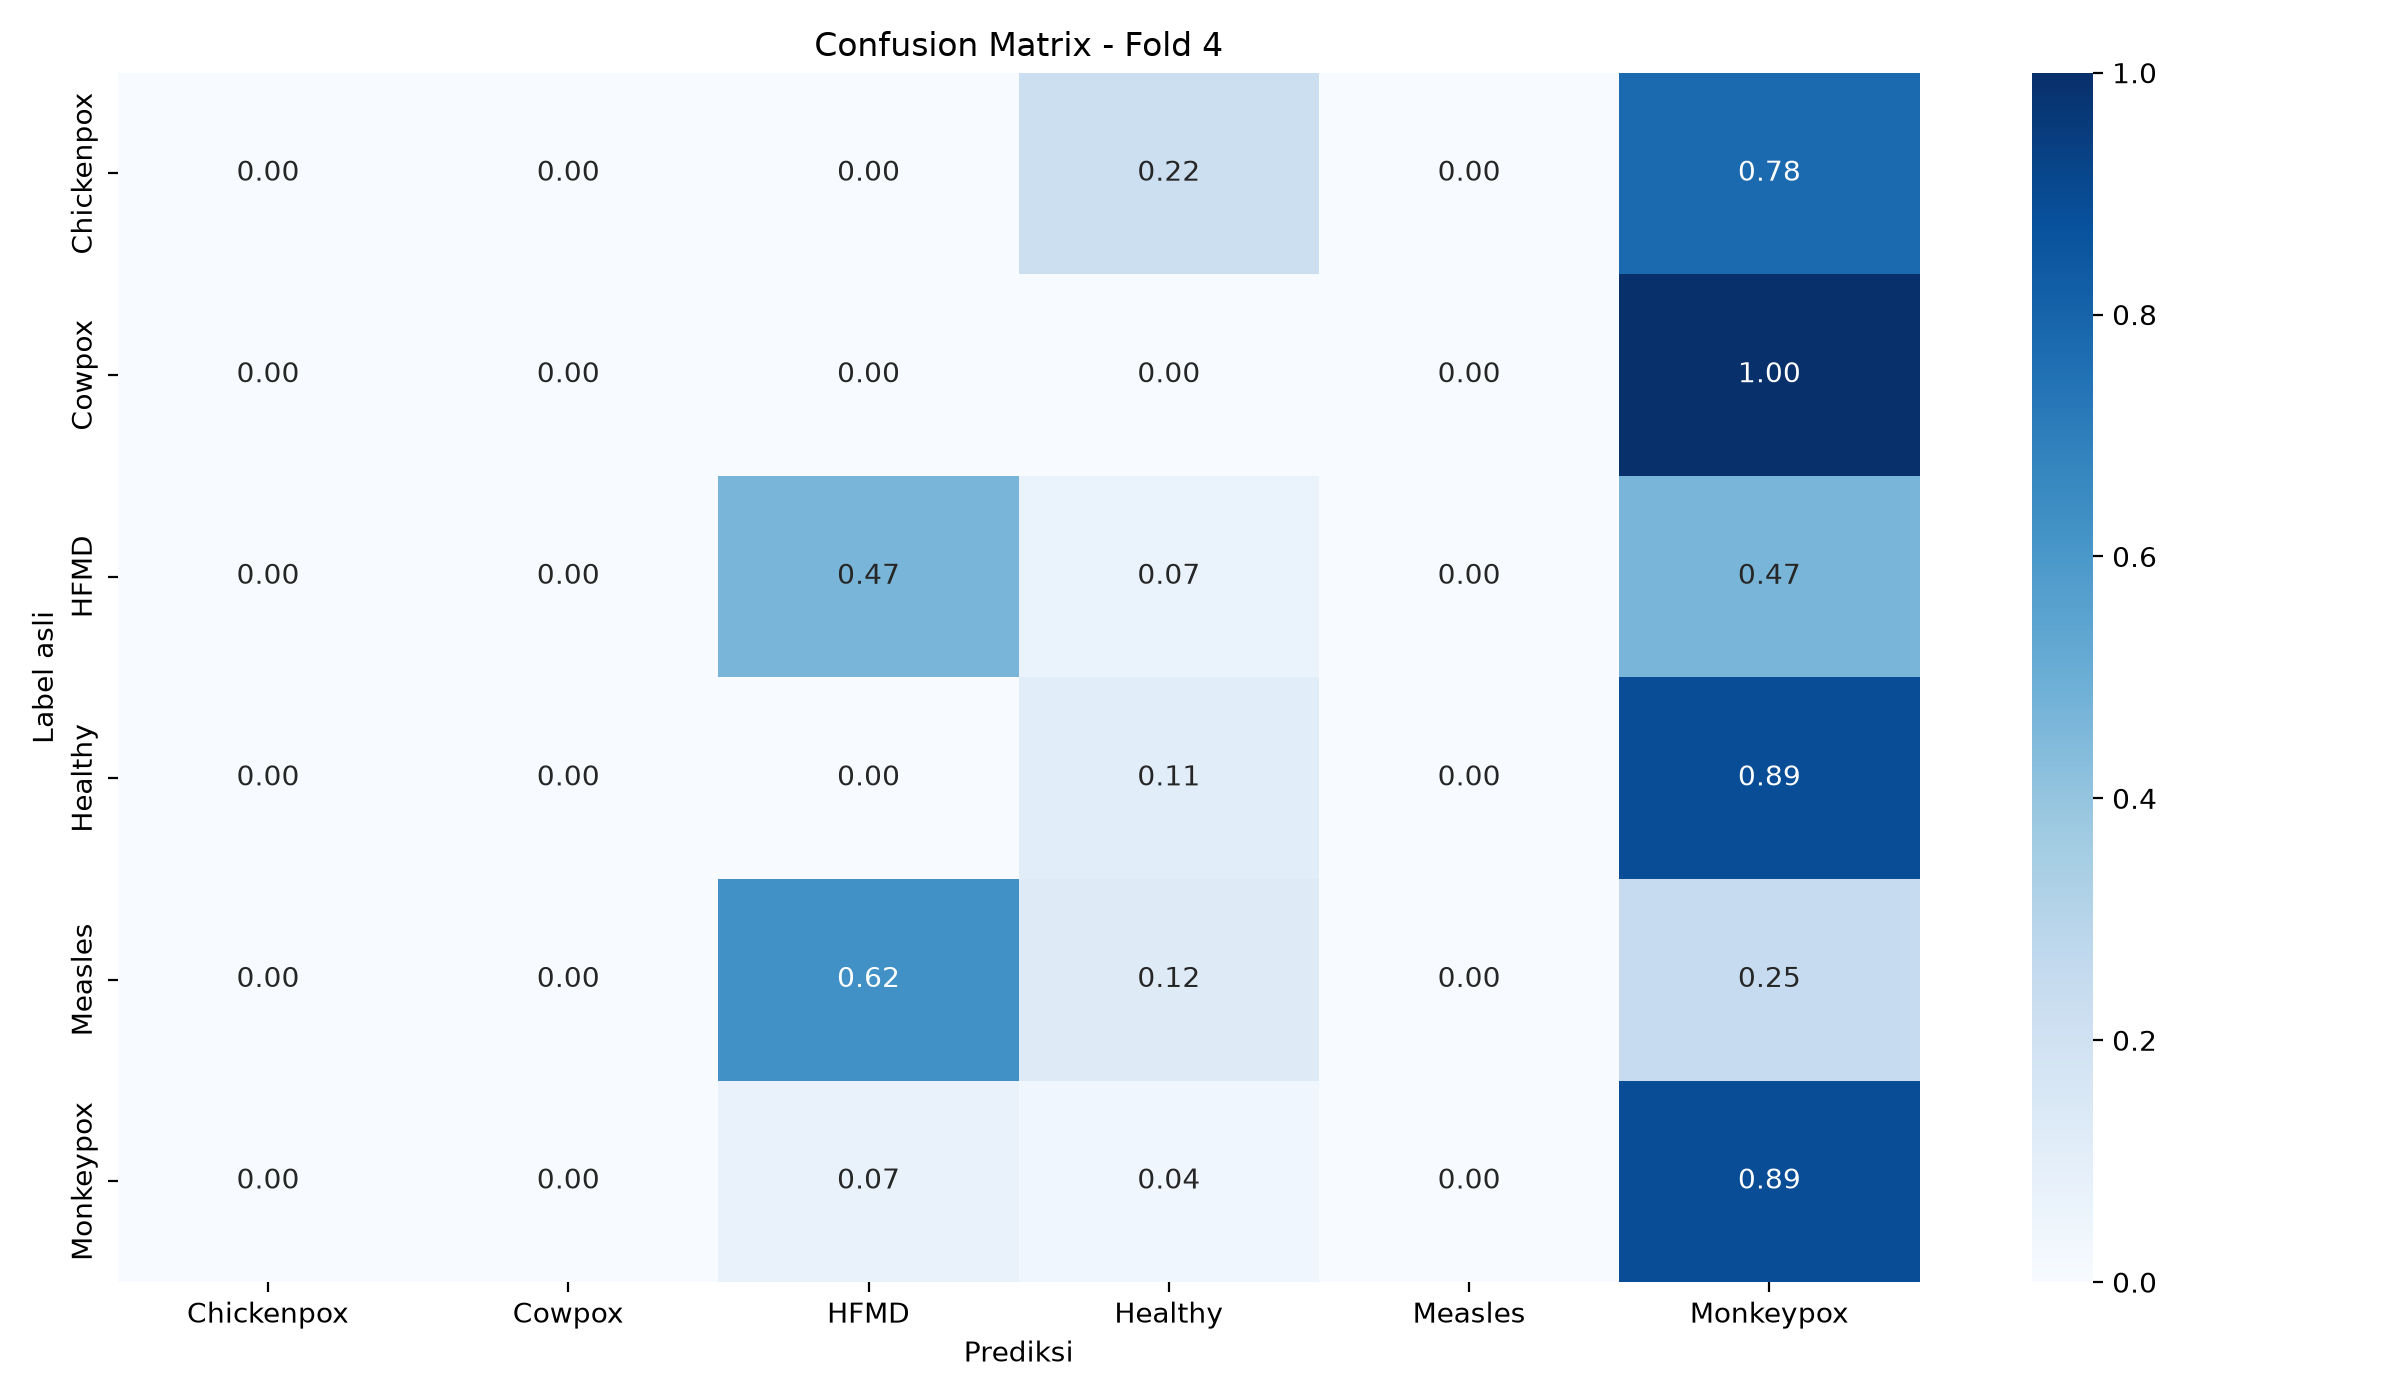 Confusion Matrix - Fold 4
Label asli
Chickenpox 0.00 0.00 0.00 0.22 0.00 0.78
Cowpox 0.00 0.00 0.00 0.00 0.00 1.00
HFMD 0.00 0.00 0.47 0.07 0.00 0.47
Healthy 0.00 0.00 0.00 0.11 0.00 0.89
Measles 0.00 0.00 0.62 0.12 0.00 0.25
Monkeypox 0.00 0.00 0.07 0.04 0.00 0.89
Chickenpox Cowpox HFMD Healthy Measles Monkeypox
Prediksi
1.0
0.8
0.6
0.4
0.2
0.0